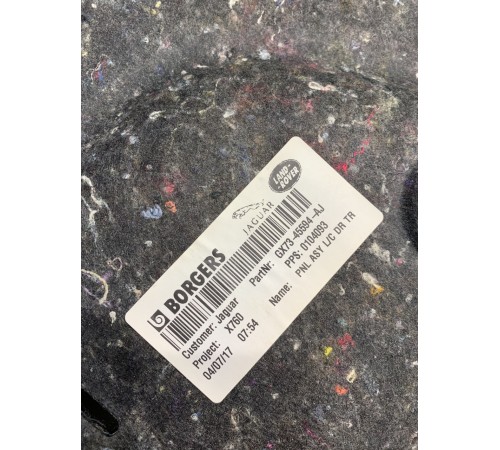 BORGERS
JAGUAR
LAND-
ROVER
Customer: Jaguar
PartNr: GX73-45594-AJ
Project: X760
PPS: 0104093
04/07/17 07:54
Name: PNL ASY L/C DR TR